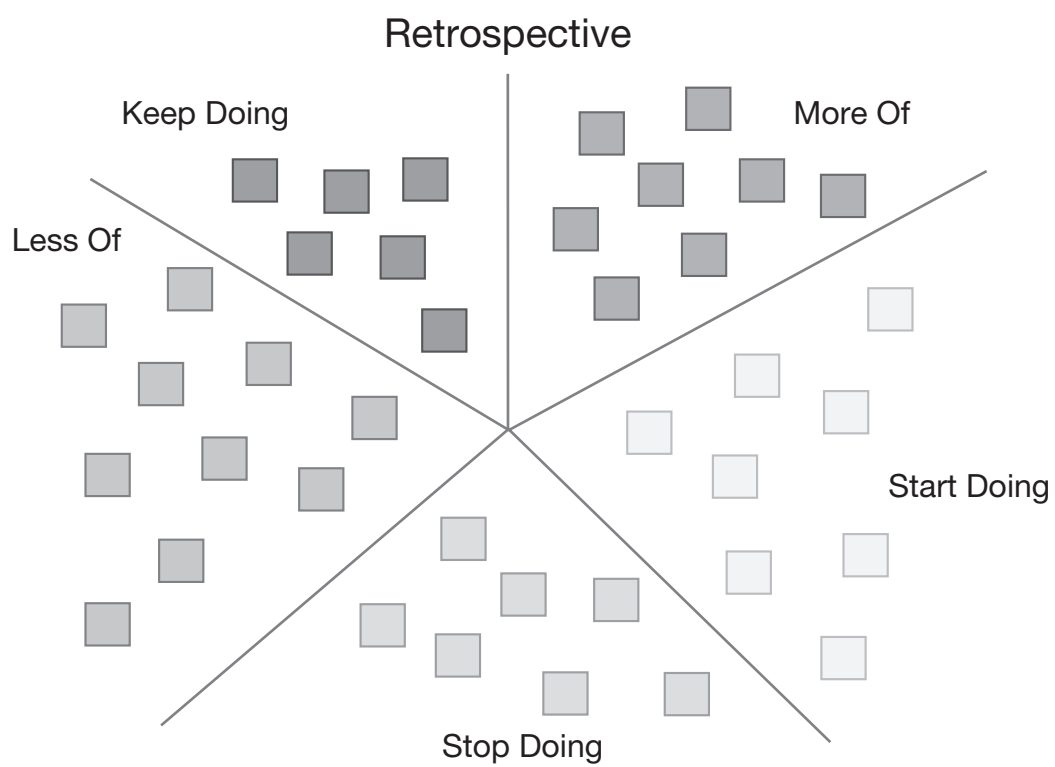 Retrospective
Keep Doing
More Of
Less Of
Start Doing
Stop Doing